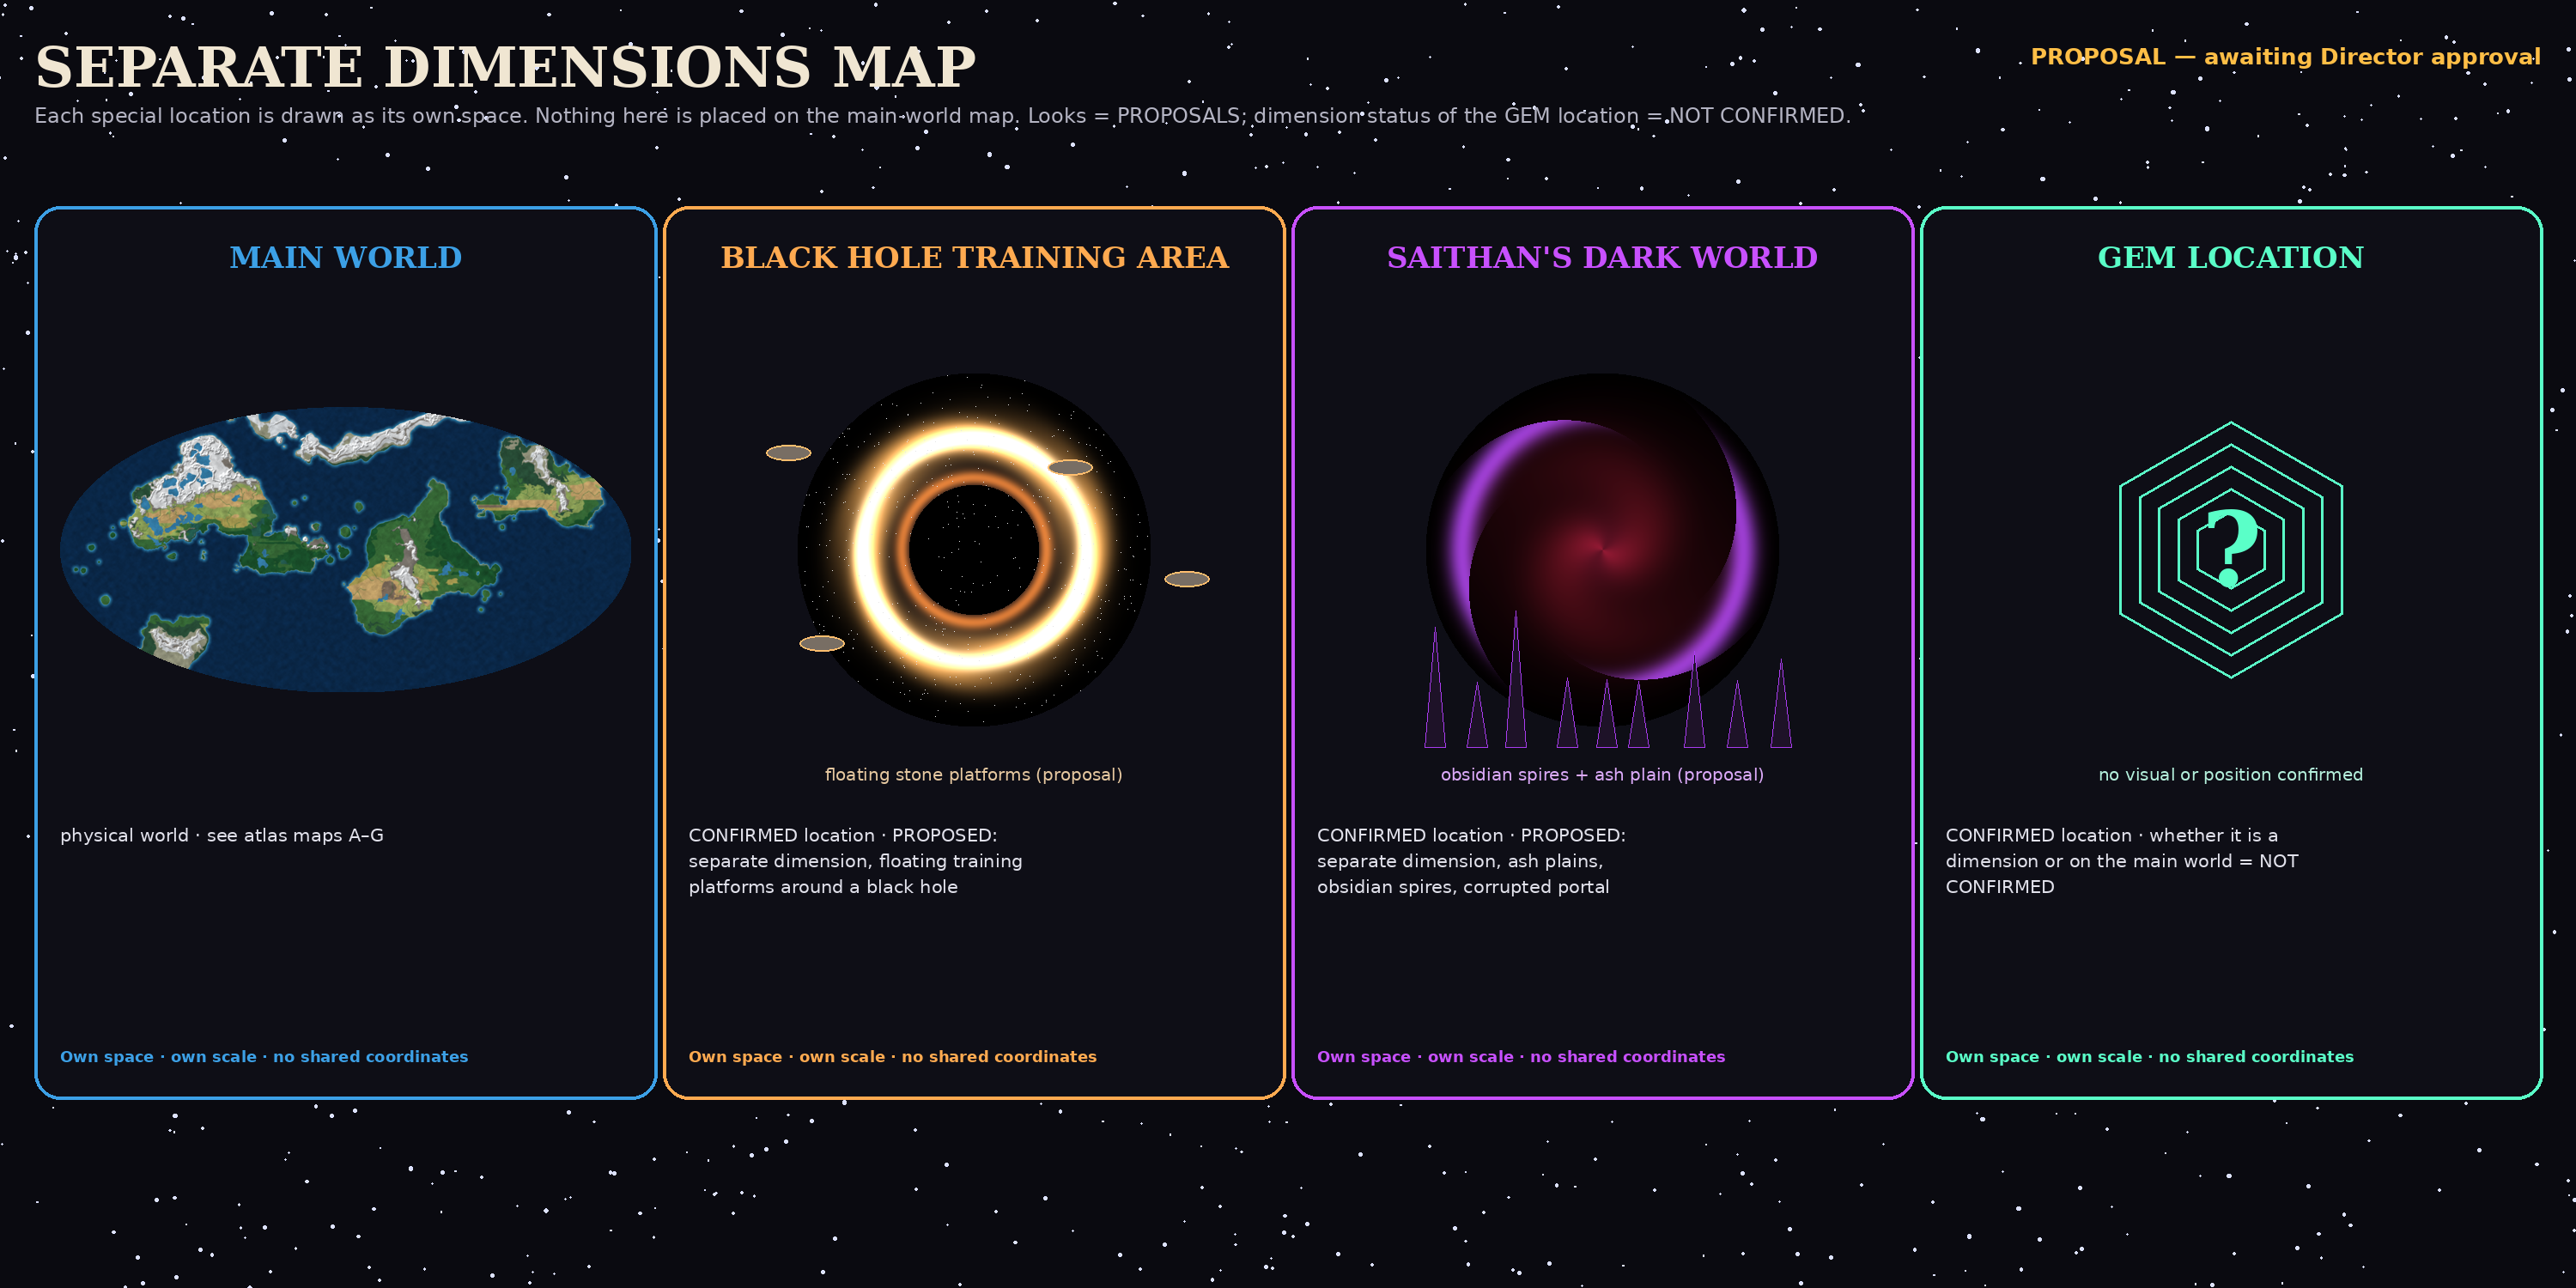 SEPARATE DIMENSIONS MAP
PROPOSAL — awaiting Director approval
Each special location is drawn as its own space. Nothing here is placed on the main-world map. Looks = PROPOSALS; dimension status of the GEM location = NOT CONFIRMED.
MAIN WORLD
physical world · see atlas maps A–G
Own space · own scale · no shared coordinates
BLACK HOLE TRAINING AREA
floating stone platforms (proposal)
CONFIRMED location · PROPOSED:
separate dimension, floating training
platforms around a black hole
Own space · own scale · no shared coordinates
SAITHAN'S DARK WORLD
obsidian spires + ash plain (proposal)
CONFIRMED location · PROPOSED:
separate dimension, ash plains,
obsidian spires, corrupted portal
Own space · own scale · no shared coordinates
GEM LOCATION
?
no visual or position confirmed
CONFIRMED location · whether it is a
dimension or on the main world = NOT
CONFIRMED
Own space · own scale · no shared coordinates